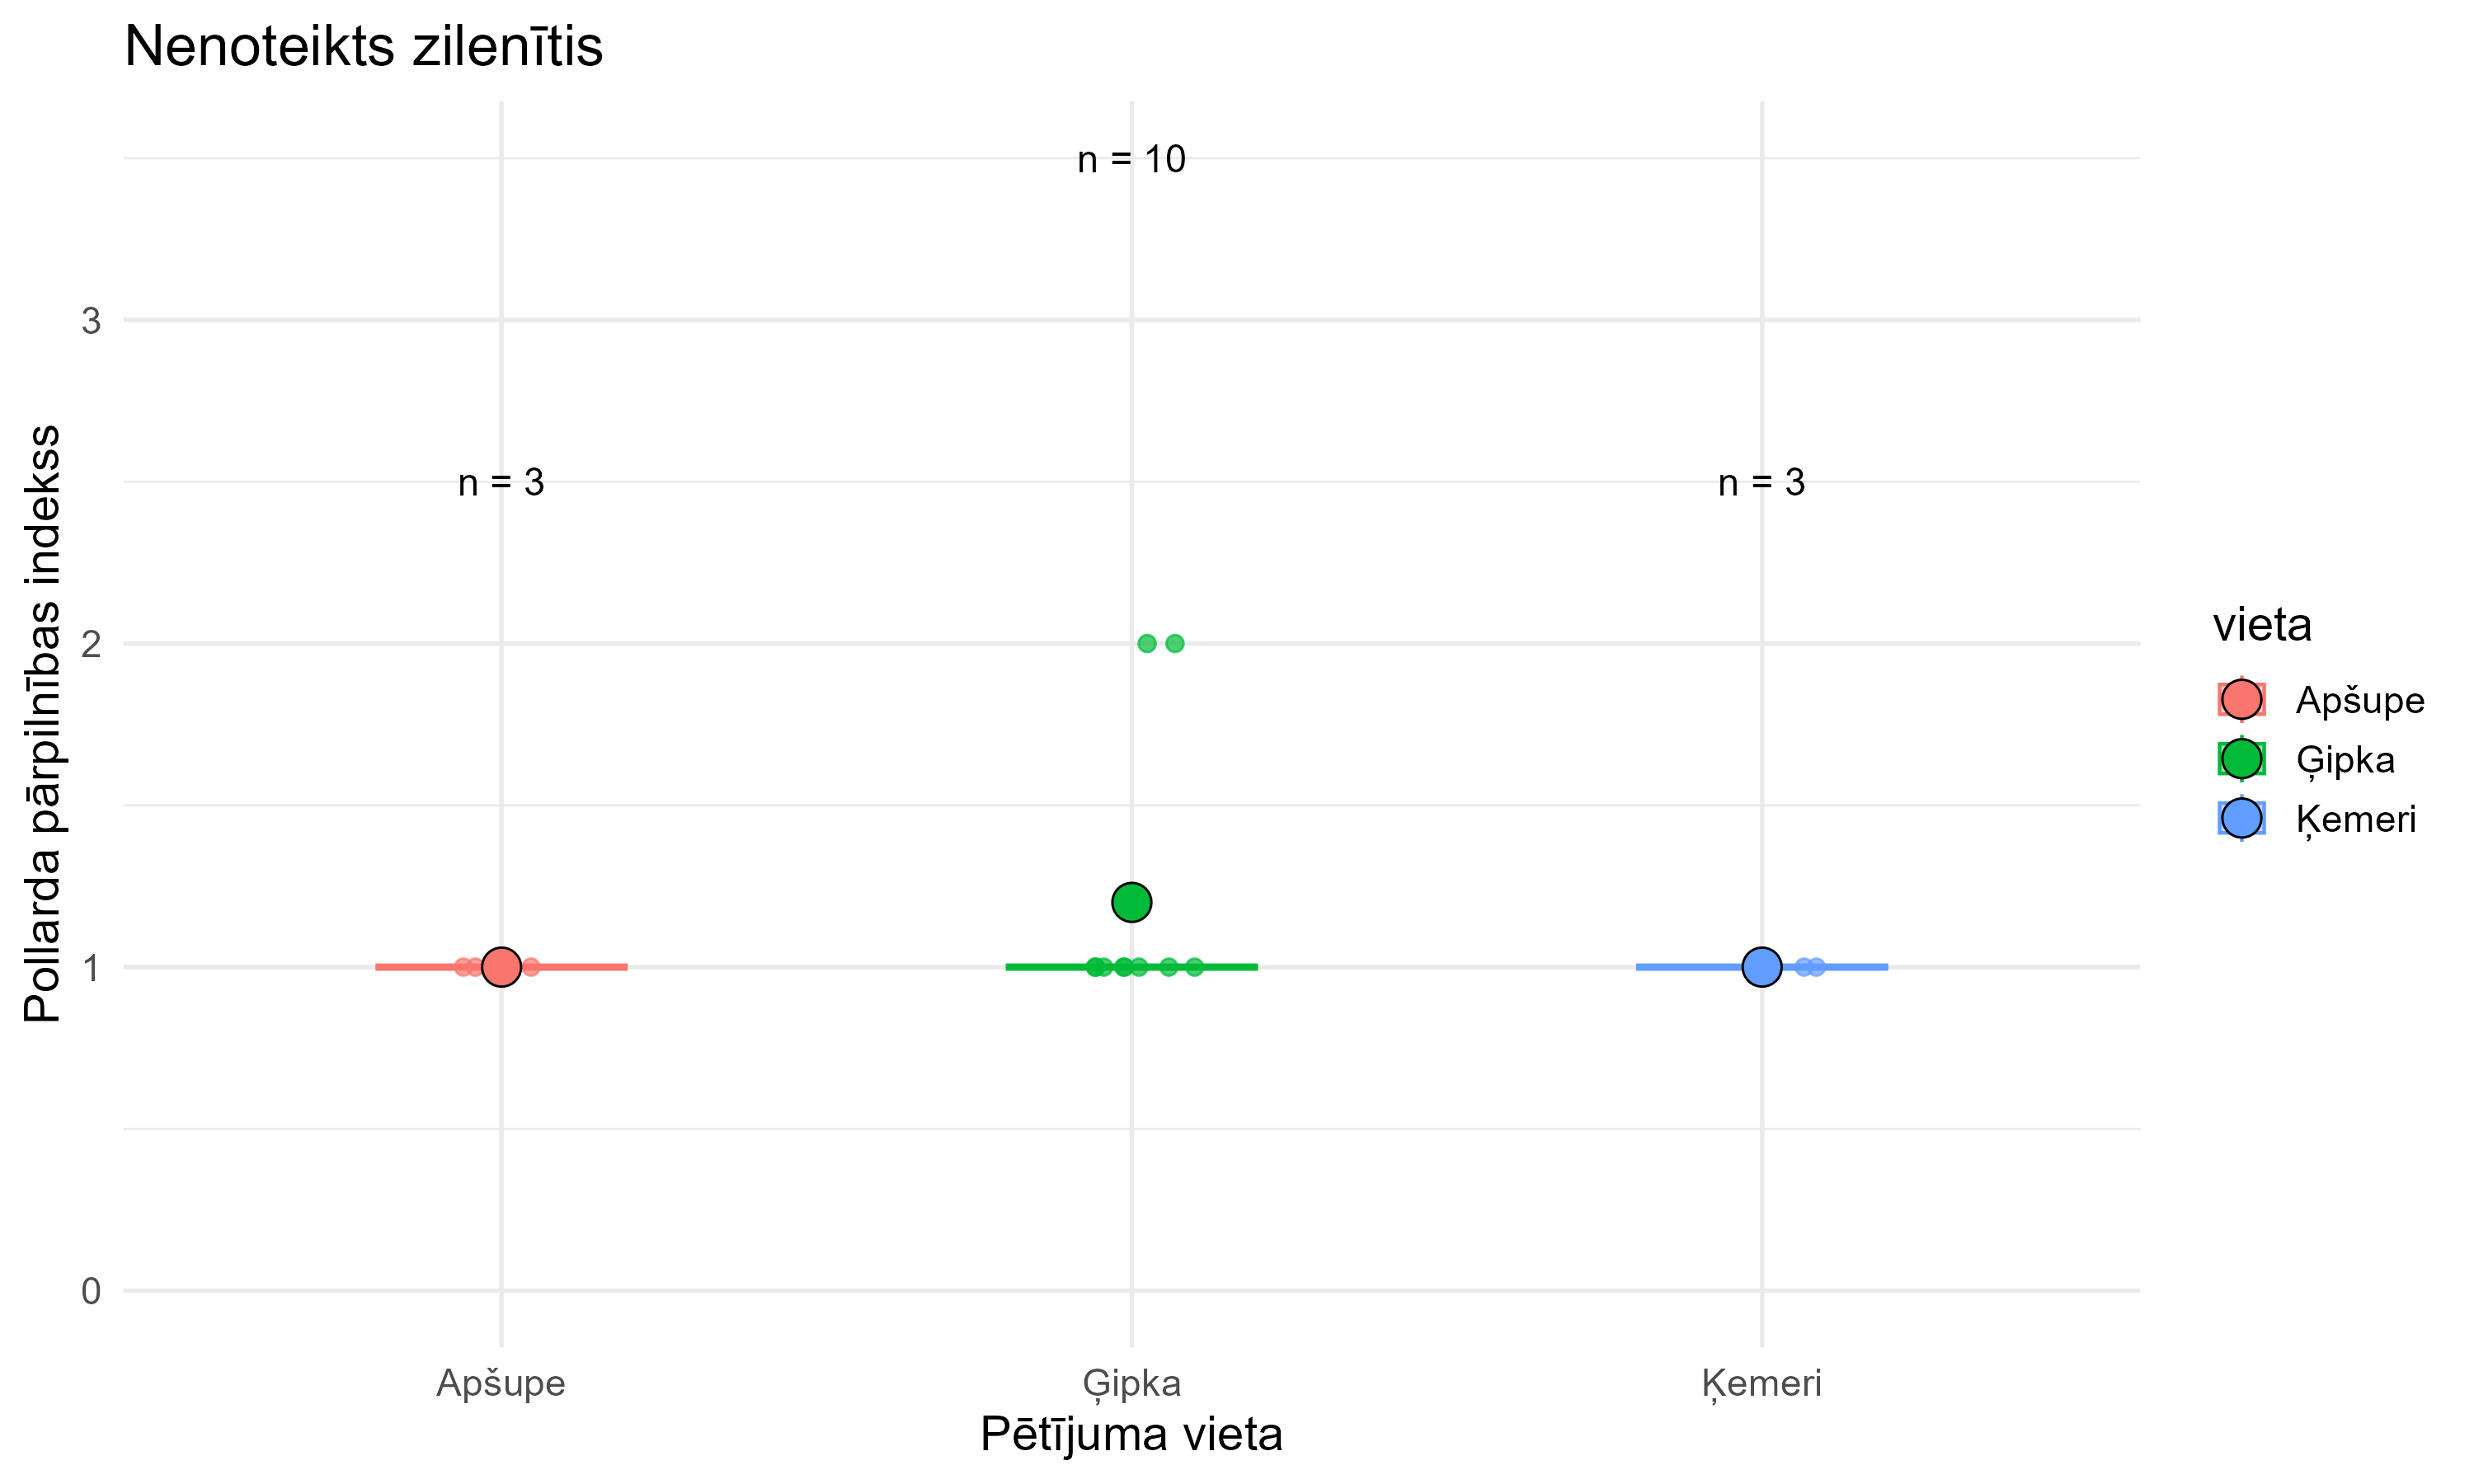 Nenoteikts zilenītis
Pollarda pārpilnības indekss
3
2
1
0
n = 3
n = 10
n = 3
Apšupe
Ģipka
Ķemeri
Pētījuma vieta
vieta
Apšupe
Ģipka
Ķemeri